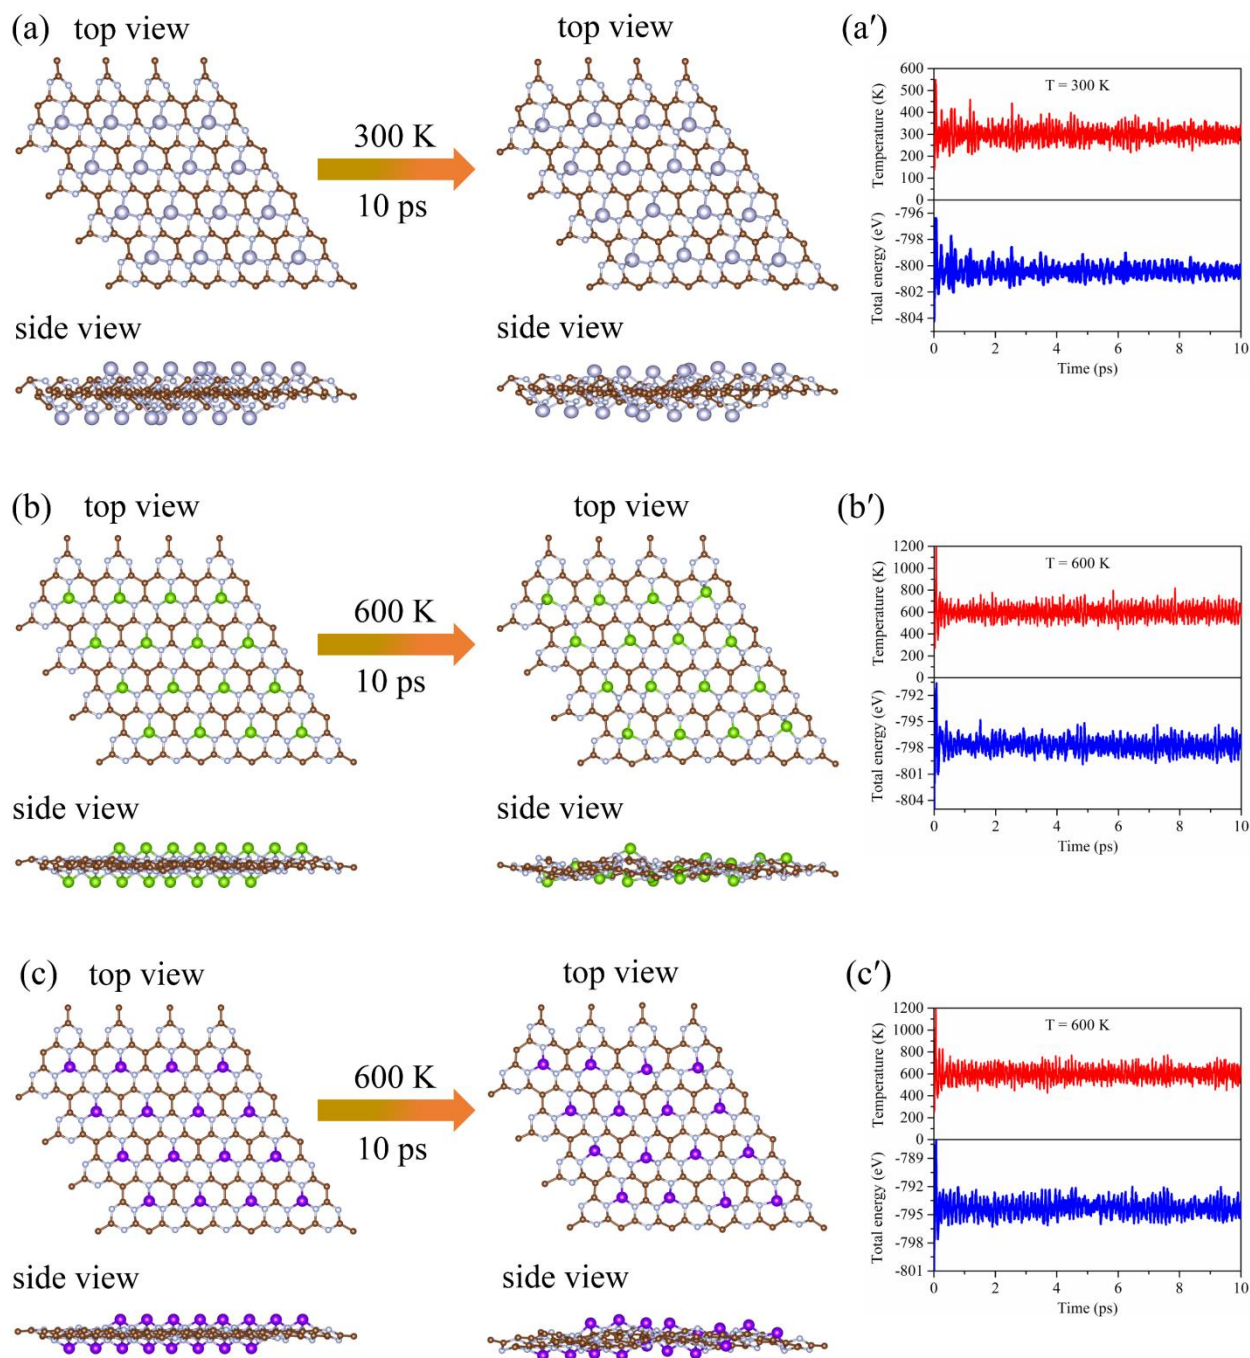 (a) top view
top view
300 K
10 ps
side view
side view
(a′)
T = 300 K
Temperature (K)
600
500
400
300
200
100
0
Total energy (eV)
-796
-798
-800
-802
-804
0 2 4 6 8 10
Time (ps)
(b) top view
top view
600 K
10 ps
side view
side view
(b′)
T = 600 K
Temperature (K)
1200
1000
800
600
400
200
0
Total energy (eV)
-792
-795
-798
-801
-804
0 2 4 6 8 10
Time (ps)
(c) top view
top view
600 K
10 ps
side view
side view
(c′)
T = 600 K
Temperature (K)
1200
1000
800
600
400
200
0
Total energy (eV)
-789
-792
-795
-798
-801
0 2 4 6 8 10
Time (ps)